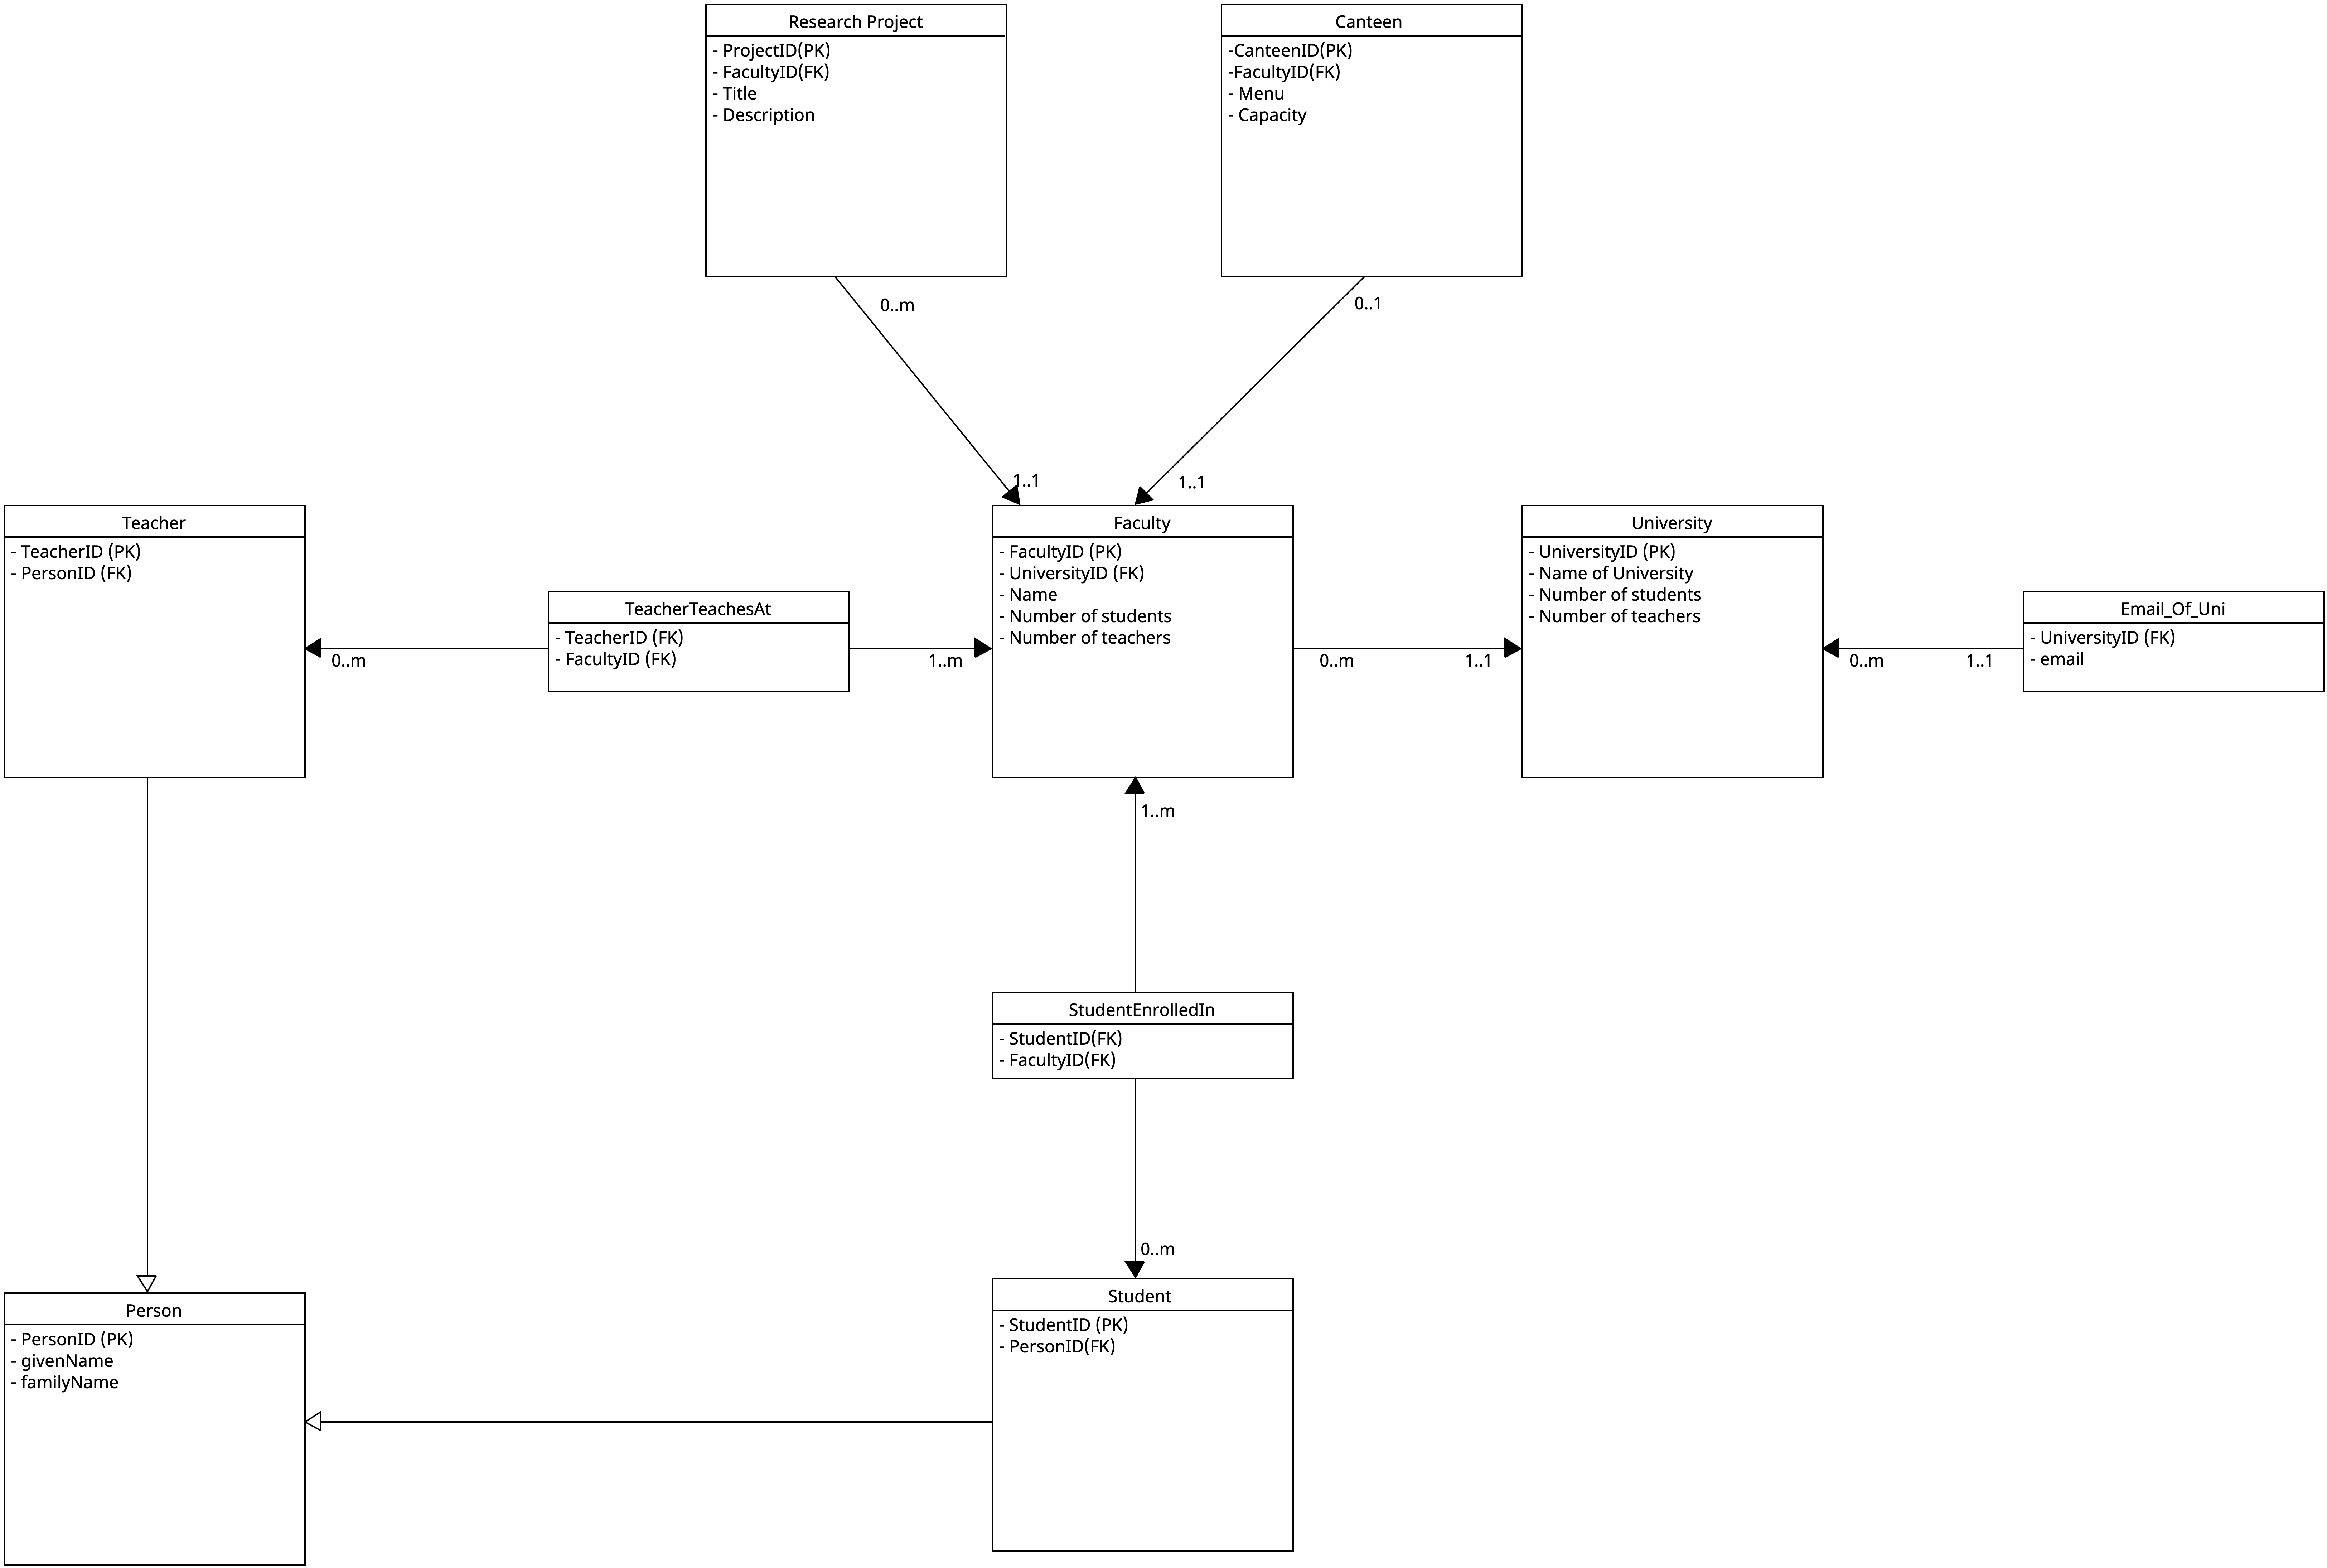 Research Project
- ProjectID(PK)
- FacultyID(FK)
- Title
- Description
Canteen
-CanteenID(PK)
-FacultyID(FK)
- Menu
- Capacity
0..m
0..1
1..1
1..1
Teacher
- TeacherID (PK)
- PersonID (FK)
TeacherTeachesAt
- TeacherID (FK)
- FacultyID (FK)
0..m
1..m
Faculty
- FacultyID (PK)
- UniversityID (FK)
- Name
- Number of students
- Number of teachers
0..m
1..1
University
- UniversityID (PK)
- Name of University
- Number of students
- Number of teachers
0..m
1..1
Email_Of_Uni
- UniversityID (FK)
- email
1..m
StudentEnrolledIn
- StudentID(FK)
- FacultyID(FK)
0..m
Person
- PersonID (PK)
- givenName
- familyName
Student
- StudentID (PK)
- PersonID(FK)